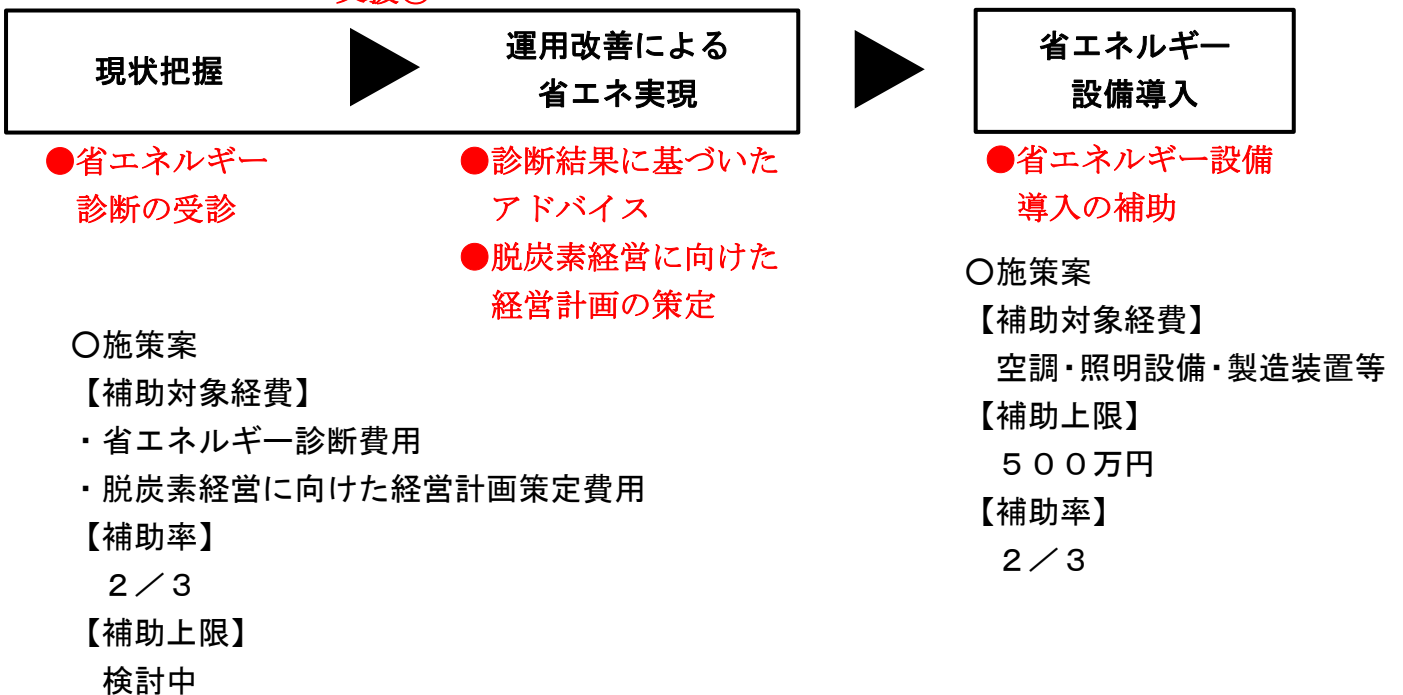 現状把握
運用改善による
省エネ実現
省エネルギー
設備導入
●省エネルギー
診断の受診
●診断結果に基づいた
アドバイス
●脱炭素経営に向けた
経営計画の策定
●省エネルギー設備
導入の補助
〇施策案
【補助対象経費】
・省エネルギー診断費用
・脱炭素経営に向けた経営計画策定費用
【補助率】
２／３
【補助上限】
検討中
〇施策案
【補助対象経費】
空調・照明設備・製造装置等
【補助上限】
５００万円
【補助率】
２／３